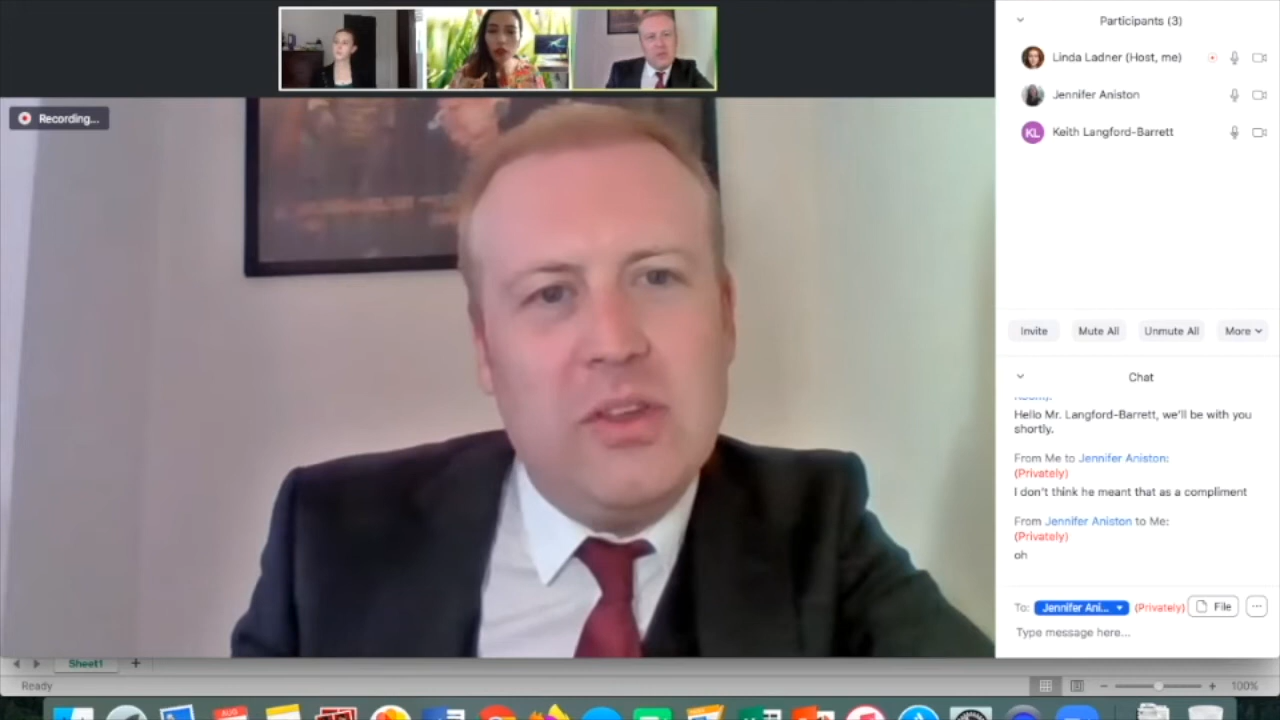 Participants (3)
Linda Ladner (Host, me)
Recording...
Jennifer Aniston
KL
Keith Langford-Barrett
Invite
Mute All
Unmute All
More
Chat
Hello Mr. Langford-Barrett, we'll be with you
shortly.
From Me to Jennifer Aniston:
(Privately)
I don't think he meant that as a compliment
From Jennifer Aniston to Me:
(Privately)
oh
To:
Jennifer Ani...
(Privately)
File
Type message here...
Sheet1
Ready
100%
AUG